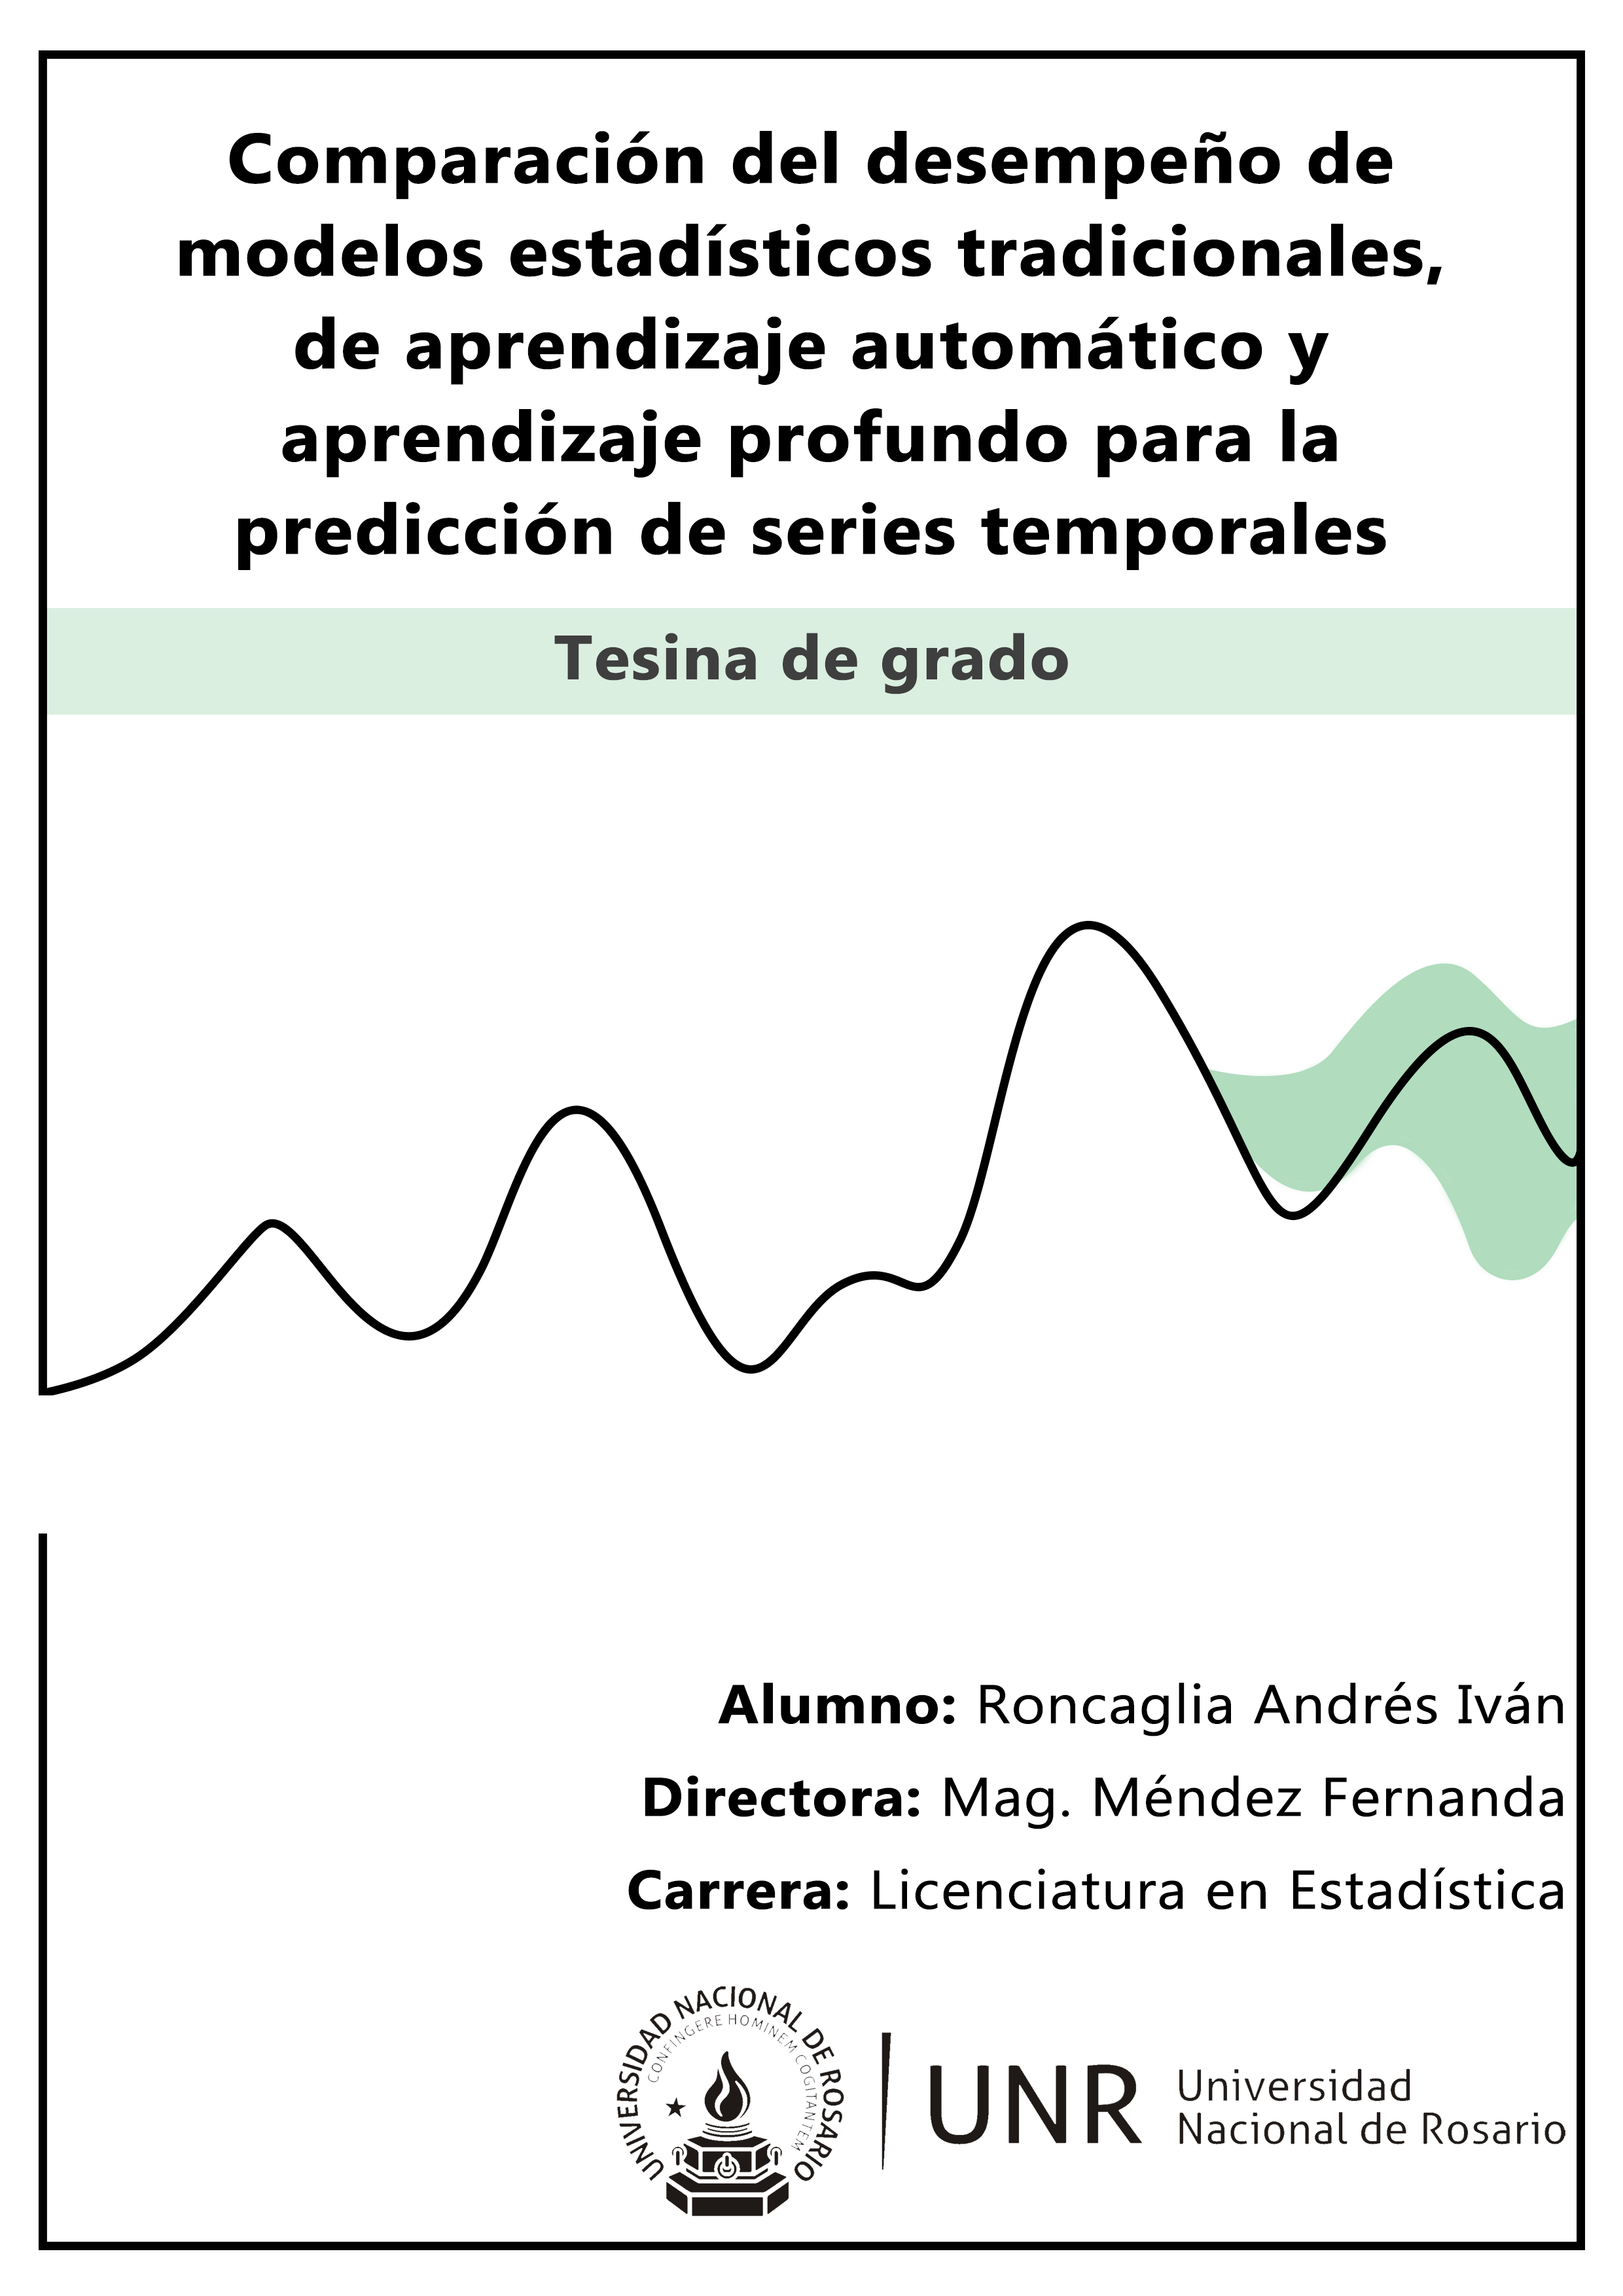 Comparación del desempeño de
modelos estadísticos tradicionales,
de aprendizaje automático y
aprendizaje profundo para la
predicción de series temporales
Tesina de grado
Alumno: Roncaglia Andrés Iván
Directora: Mag. Méndez Fernanda
Carrera: Licenciatura en Estadística
UNIVERSIDAD NACIONAL DE ROSARIO
CONFINGERE HOMINEM COGITANTEM
UNR
Universidad
Nacional de Rosario